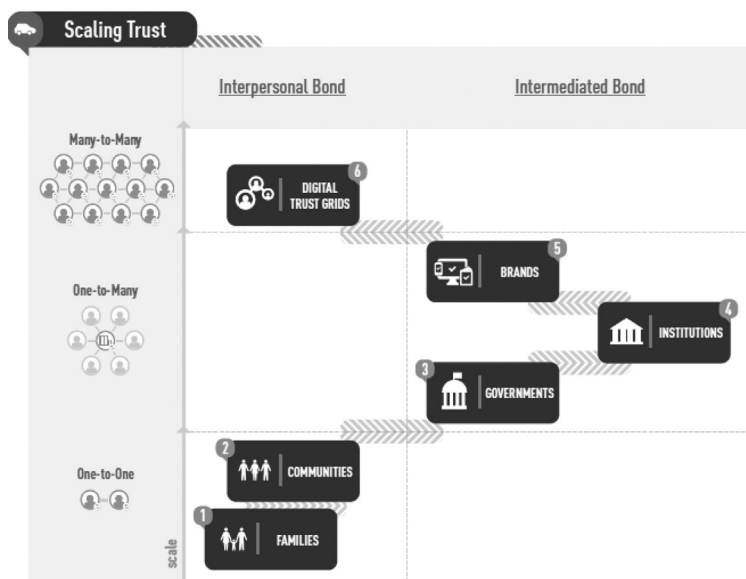 Scaling Trust
Interpersonal Bond
Intermediated Bond
Many-to-Many
6
DIGITAL
TRUST GRIDS
5
BRANDS
One-to-Many
4
INSTITUTIONS
3
GOVERNMENTS
2
COMMUNITIES
One-to-One
1
FAMILIES
scale